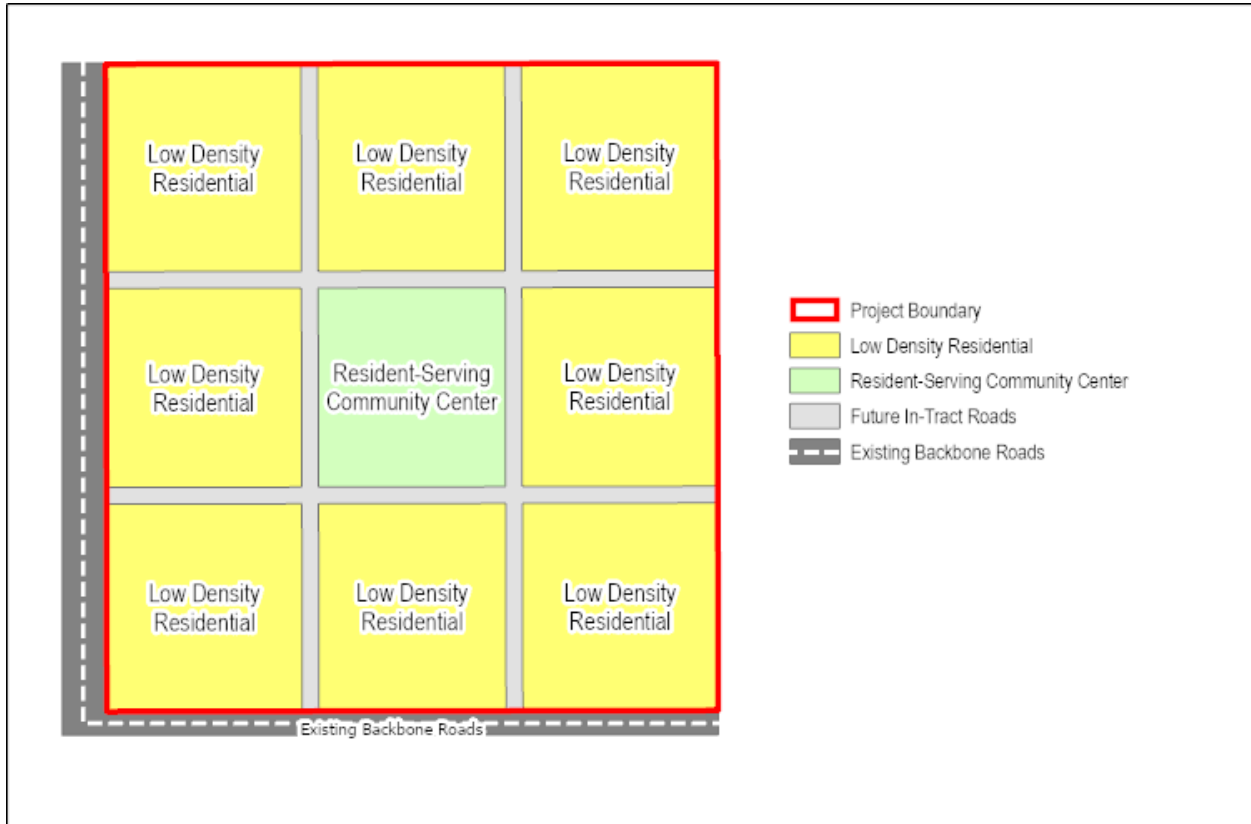 Low Density
Residential
Low Density
Residential
Low Density
Residential
Low Density
Residential
Resident-Serving
Community Center
Low Density
Residential
Low Density
Residential
Low Density
Residential
Low Density
Residential
Existing Backbone Roads
Project Boundary
Low Density Residential
Resident-Serving Community Center
Future In-Tract Roads
Existing Backbone Roads